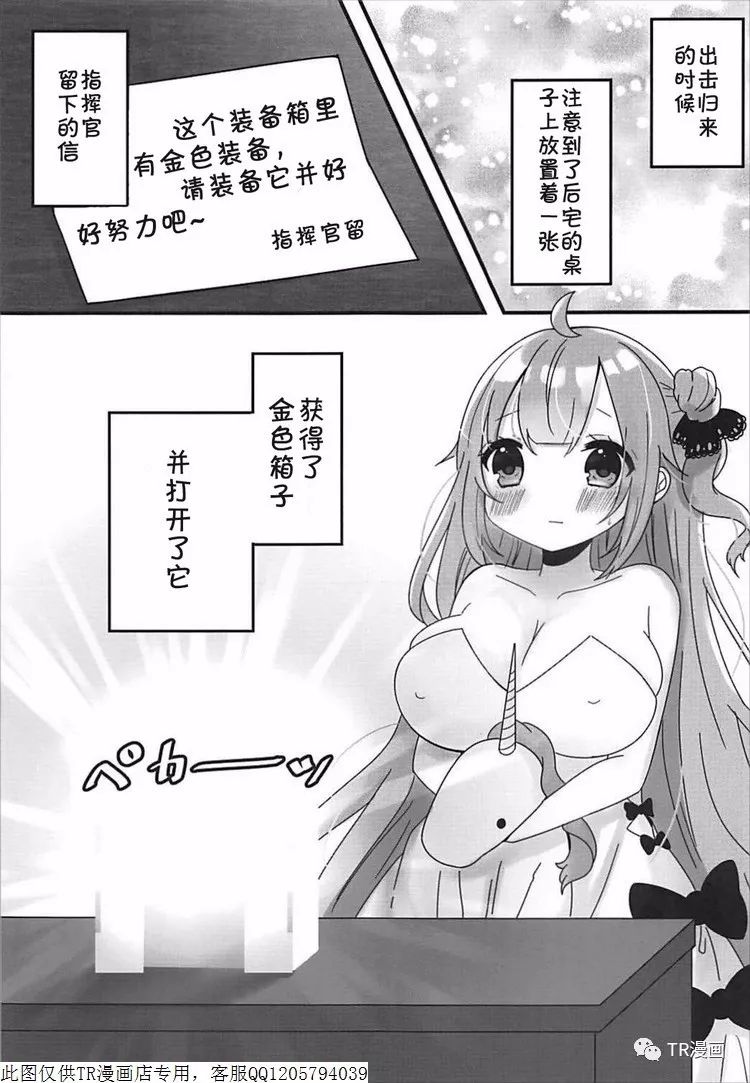 出击归来
的时候
注意到了后宅的桌
子上放置着一张
指挥官
留下的信
这个装备箱里
有金色装备，
请装备它并好
好努力吧~
指挥官留
获得了
金色箱子
并打开了它
ペカーッ
TR漫画
此图仅供TR漫画店专用，客服QQ1205794039